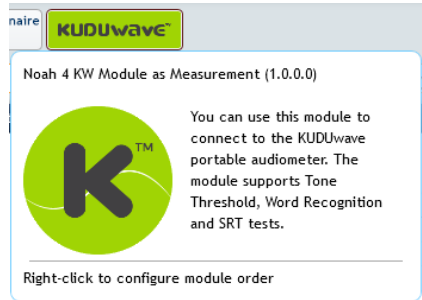 naire
KUDUwave™
Noah 4 KW Module as Measurement (1.0.0.0)
You can use this module to
connect to the KUDUwave
portable audiometer. The
module supports Tone
Threshold, Word Recognition
and SRT tests.
K™
Right-click to configure module order